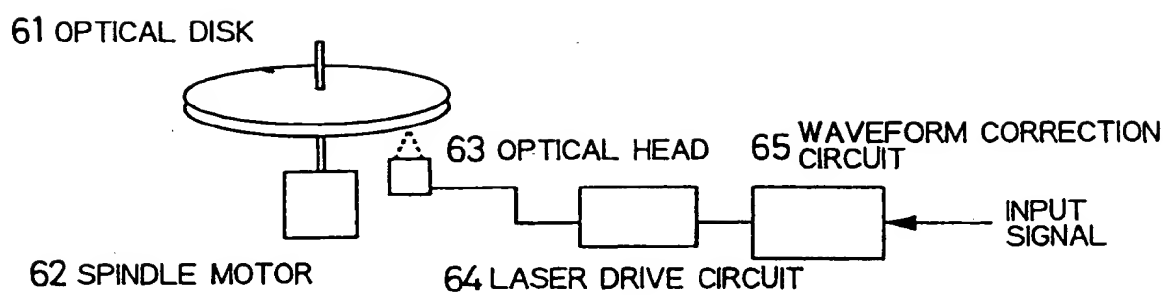 61 OPTICAL DISK
63 OPTICAL HEAD
65 WAVEFORM CORRECTION
CIRCUIT
INPUT
SIGNAL
62 SPINDLE MOTOR
64 LASER DRIVE CIRCUIT